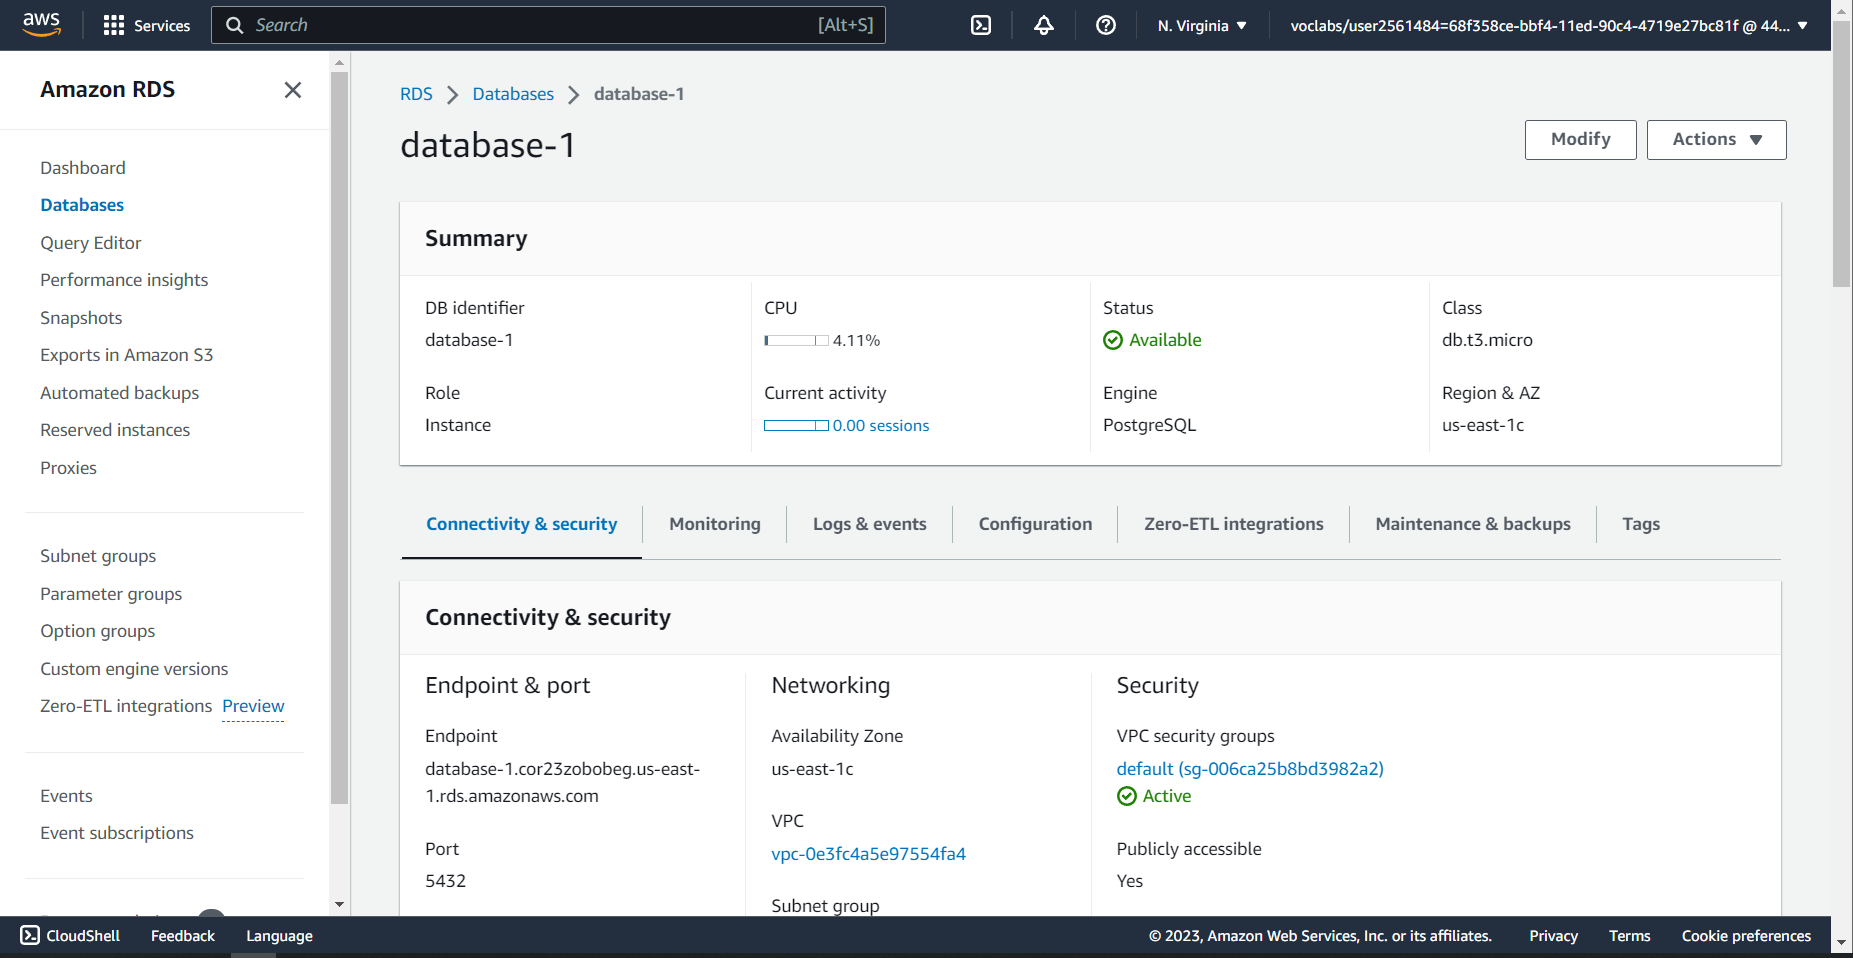 aws
Services
Search [Alt+S]
N. Virginia
voclabs/user2561484=68f358ce-bbf4-11ed-90c4-4719e27bc81f @ 44...
Amazon RDS
Dashboard
Databases
Query Editor
Performance insights
Snapshots
Exports in Amazon S3
Automated backups
Reserved instances
Proxies
Subnet groups
Parameter groups
Option groups
Custom engine versions
Zero-ETL integrations Preview
Events
Event subscriptions
RDS > Databases > database-1
database-1
Modify
Actions
Summary
DB identifier
database-1
CPU
4.11%
Status
Available
Class
db.t3.micro
Role
Instance
Current activity
0.00 sessions
Engine
PostgreSQL
Region & AZ
us-east-1c
Connectivity & security
Monitoring
Logs & events
Configuration
Zero-ETL integrations
Maintenance & backups
Tags
Connectivity & security
Endpoint & port
Endpoint
database-1.cor23zobobeg.us-east-
1.rds.amazonaws.com
Port
5432
Networking
Availability Zone
us-east-1c
VPC
vpc-0e3fc4a5e97554fa4
Subnet group
Security
VPC security groups
default (sg-006ca25b8bd3982a2)
Active
Publicly accessible
Yes
CloudShell
Feedback
Language
© 2023, Amazon Web Services, Inc. or its affiliates.
Privacy
Terms
Cookie preferences